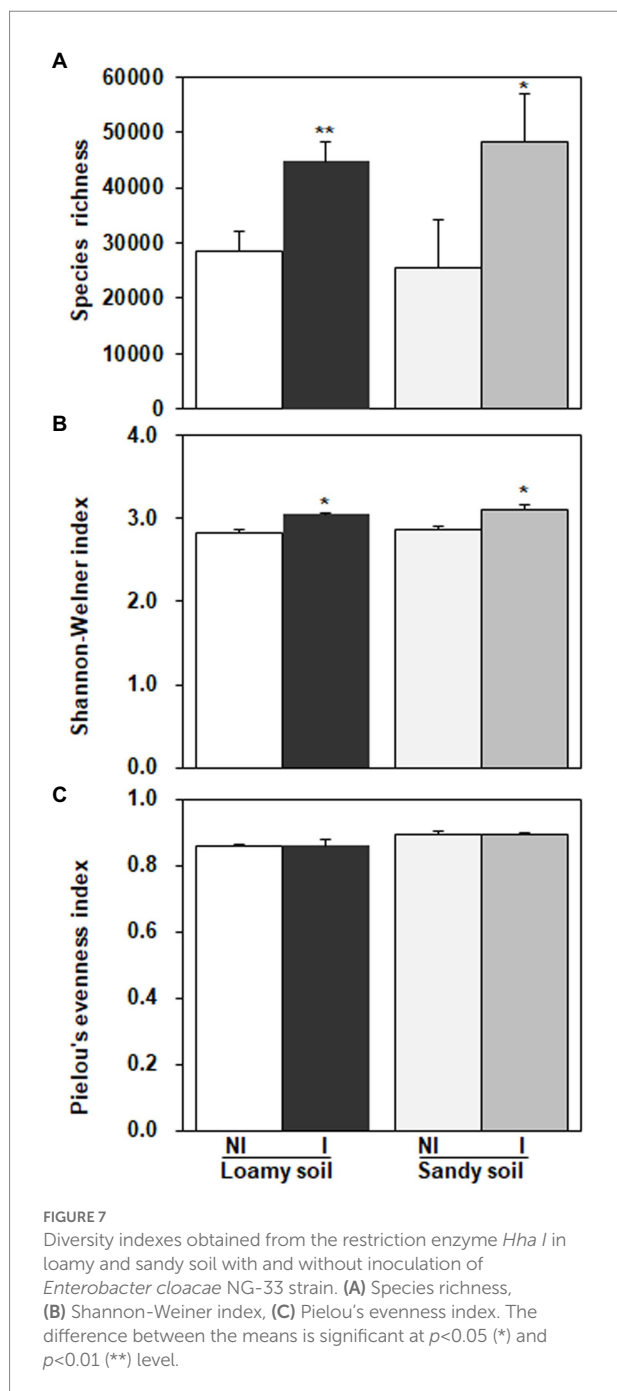 A
60000
50000
40000
30000
20000
10000
0
Species richness
**
*
B
4.0
3.0
2.0
1.0
0.0
Shannon-Weiner index
*
*
C
1.0
0.8
0.6
0.4
0.2
0.0
Pielou's evenness index
NI I NI I
Loamy soil Sandy soil
FIGURE 7
Diversity indexes obtained from the restriction enzyme Hha I in
loamy and sandy soil with and without inoculation of
Enterobacter cloacae NG-33 strain. (A) Species richness,
(B) Shannon-Weiner index, (C) Pielou's evenness index. The
difference between the means is significant at p<0.05 (*) and
p<0.01 (**) level.